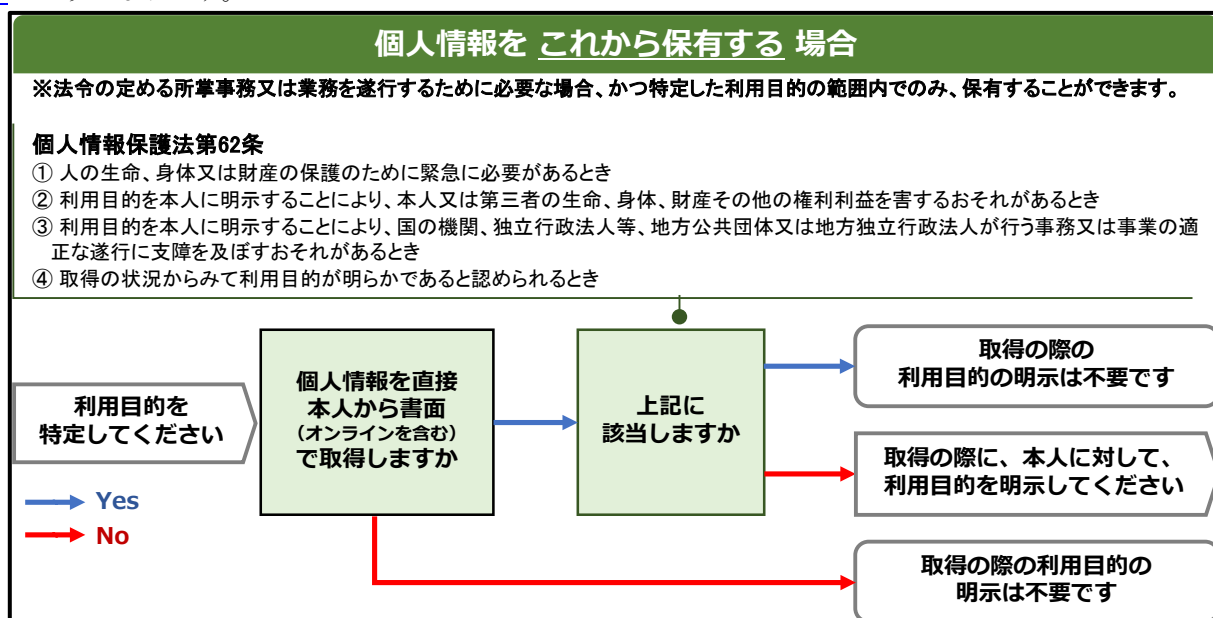 個人情報を これから保有する 場合
※法令の定める所掌事務又は業務を遂行するために必要な場合、かつ特定した利用目的の範囲内でのみ、保有することができます。
個人情報保護法第62条
① 人の生命、身体又は財産の保護のために緊急に必要があるとき
② 利用目的を本人に明示することにより、本人又は第三者の生命、身体、財産その他の権利利益を害するおそれがあるとき
③ 利用目的を本人に明示することにより、国の機関、独立行政法人等、地方公共団体又は地方独立行政法人が行う事務又は事業の適
正な遂行に支障を及ぼすおそれがあるとき
④ 取得の状況からみて利用目的が明らかであると認められるとき
利用目的を
特定してください
個人情報を直接
本人から書面
（オンラインを含む）
で取得しますか
上記に
該当しますか
取得の際の
利用目的の明示は不要です
取得の際に、本人に対して、
利用目的を明示してください
取得の際の利用目的の
明示は不要です
Yes
No